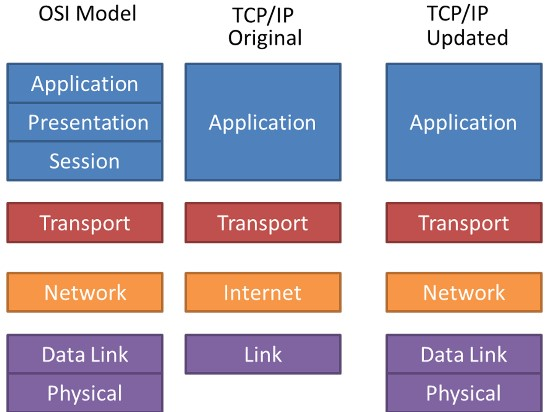 OSI Model
TCP/IP
Original
TCP/IP
Updated
Application
Presentation
Session
Application
Application
Transport
Transport
Transport
Network
Internet
Network
Data Link
Physical
Link
Data Link
Physical